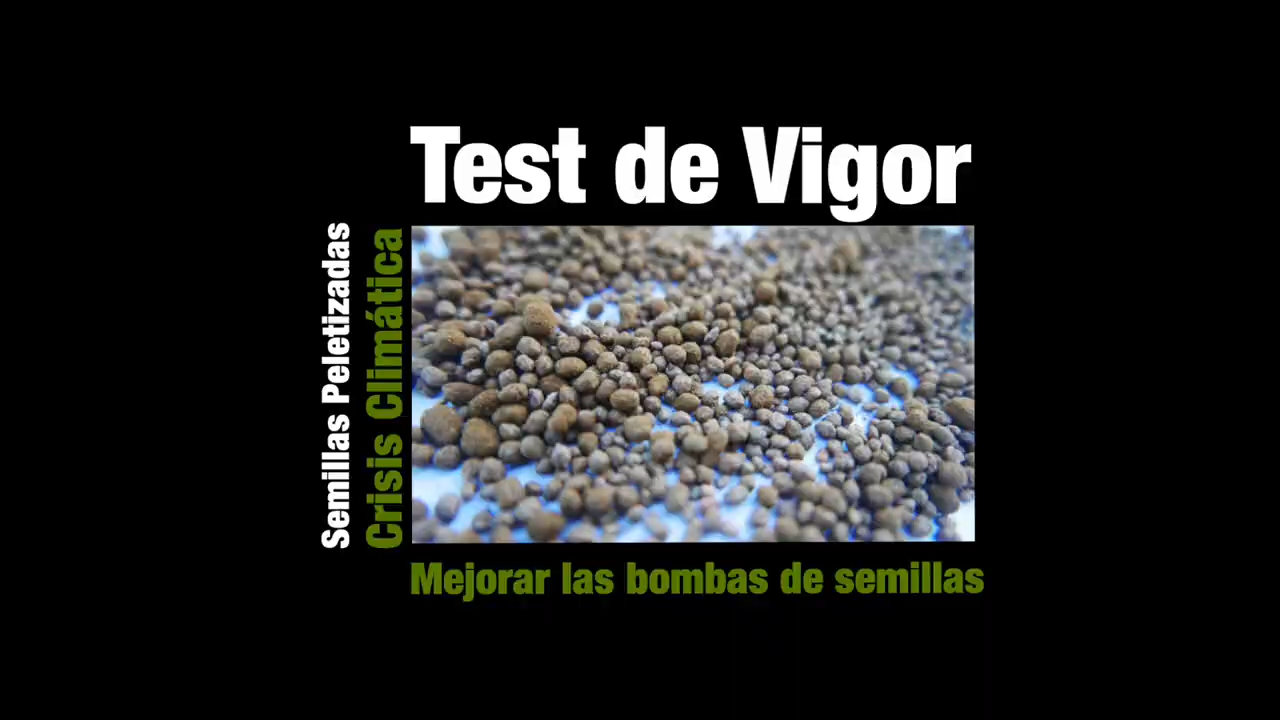 Test de Vigor
Semillas Peletizadas
Crisis Climática
Mejorar las bombas de semillas